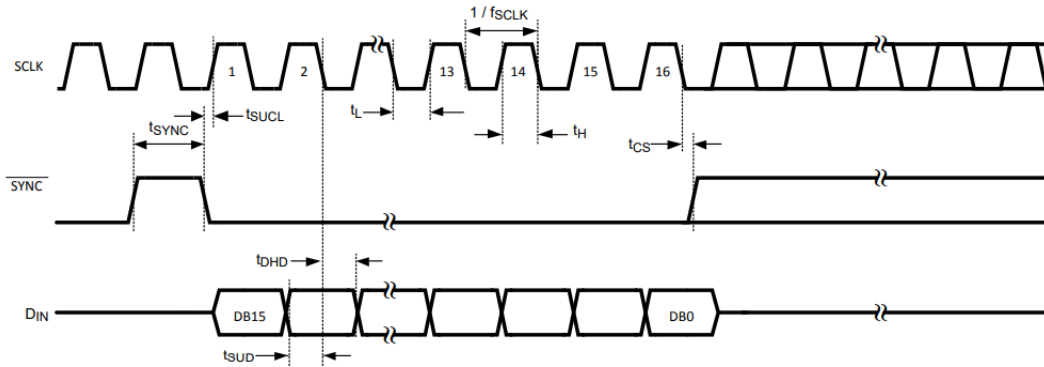 1 / fSCLK
SCLK
1 2 13 14 15 16
tSUCL
tL
tSYNC
tH
tCS
SYNC
tDHD
DIN
DB15 DB0
tSUD